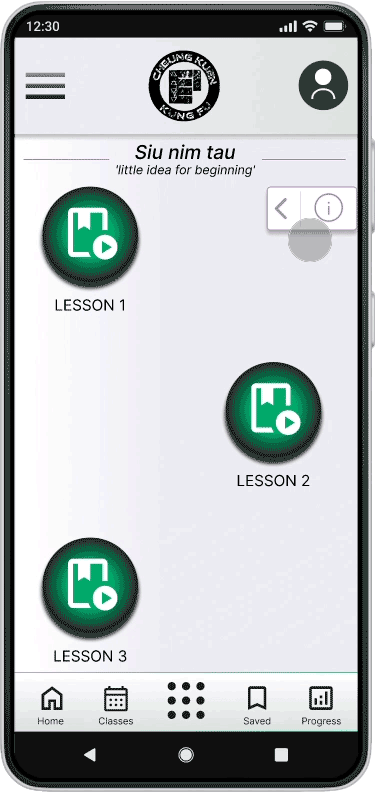 12:30
CHEUNG KUEN
KUNG FU
Siu nim tau
'little idea for beginning'
LESSON 1
LESSON 2
LESSON 3
Home
Classes
Saved
Progress